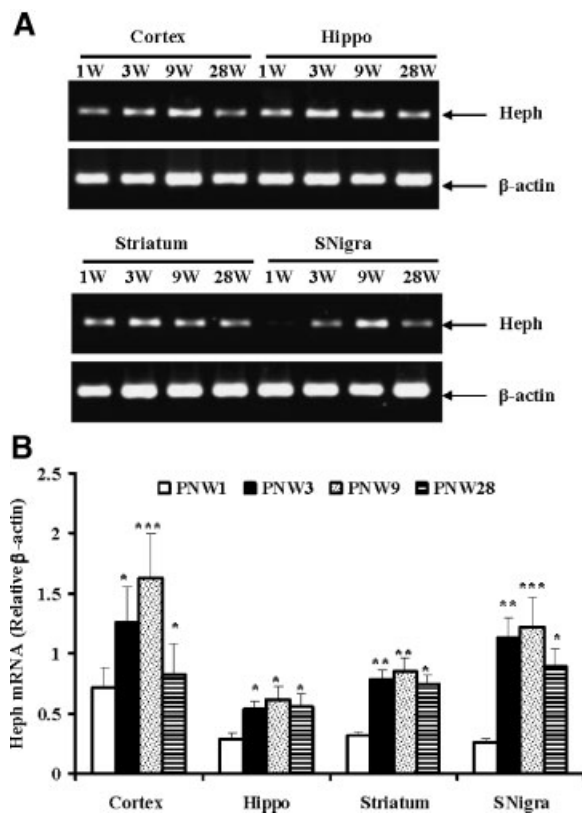 A
Cortex Hippo
1W 3W 9W 28W 1W 3W 9W 28W
Heph
β-actin
Striatum SNigra
1W 3W 9W 28W 1W 3W 9W 28W
Heph
β-actin
B
2.5
PNW1 PNW3 PNW9 PNW28
2
1.5
1
0.5
0
Heph mRNA (Relative β-actin)
* *** *
* * *
** ** *
** *** *
Cortex Hippo Striatum SNigra